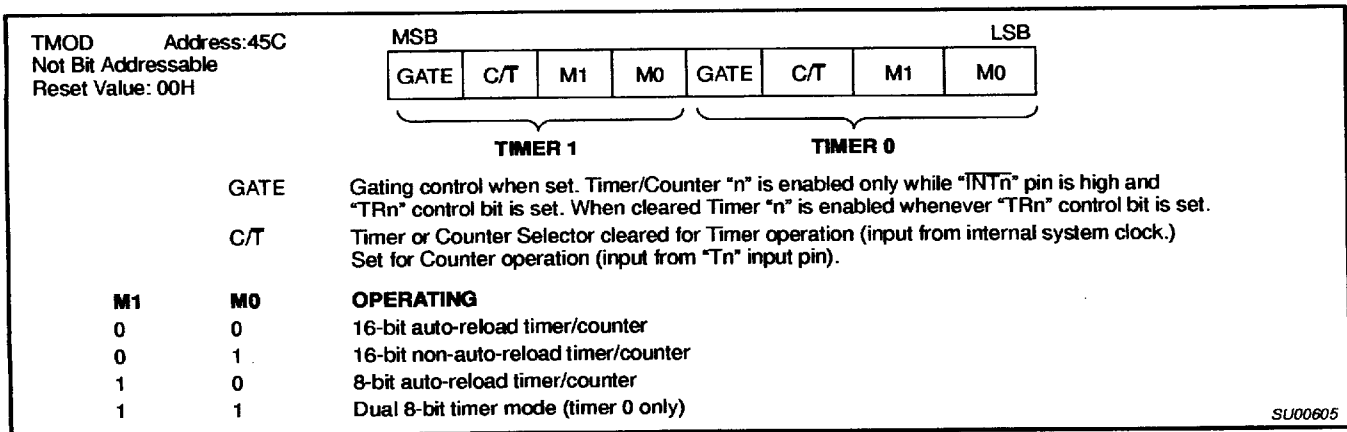 TMOD Address:45C
Not Bit Addressable
Reset Value: 00H
MSB LSB
GATE C/T̅ M1 M0 GATE C/T̅ M1 M0
TIMER 1 TIMER 0
GATE Gating control when set. Timer/Counter "n" is enabled only while "I̅N̅T̅n̅" pin is high and
"TRn" control bit is set. When cleared Timer "n" is enabled whenever "TRn" control bit is set.
C/T̅ Timer or Counter Selector cleared for Timer operation (input from internal system clock.)
Set for Counter operation (input from "Tn" input pin).
M1 M0 OPERATING
0 0 16-bit auto-reload timer/counter
0 1 16-bit non-auto-reload timer/counter
1 0 8-bit auto-reload timer/counter
1 1 Dual 8-bit timer mode (timer 0 only)
SU00605